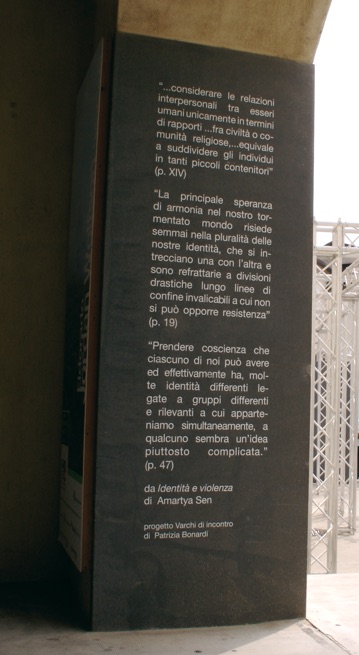 "...considerare le relazioni
interpersonali tra esseri
umani unicamente in termini
di rapporti ...fra civiltà o co-
munità religiose,...equivale
a suddividere gli individui
in tanti piccoli contenitori"
(p. XIV)
"La principale speranza
di armonia nel nostro tor-
mentato mondo risiede
semmai nella pluralità delle
nostre identità, che si in-
trecciano una con l'altra e
sono refrattarie a divisioni
drastiche lungo linee di
confine invalicabili a cui non
si può opporre resistenza"
(p. 19)
"Prendere coscienza che
ciascuno di noi può avere
ed effettivamente ha, mol-
te identità differenti le-
gate a gruppi differenti
e rilevanti a cui apparte-
niamo simultaneamente, a
qualcuno sembra un'idea
piuttosto complicata."
(p. 47)
da Identità e violenza
di Amartya Sen
progetto Varchi di incontro
di Patrizia Bonardi